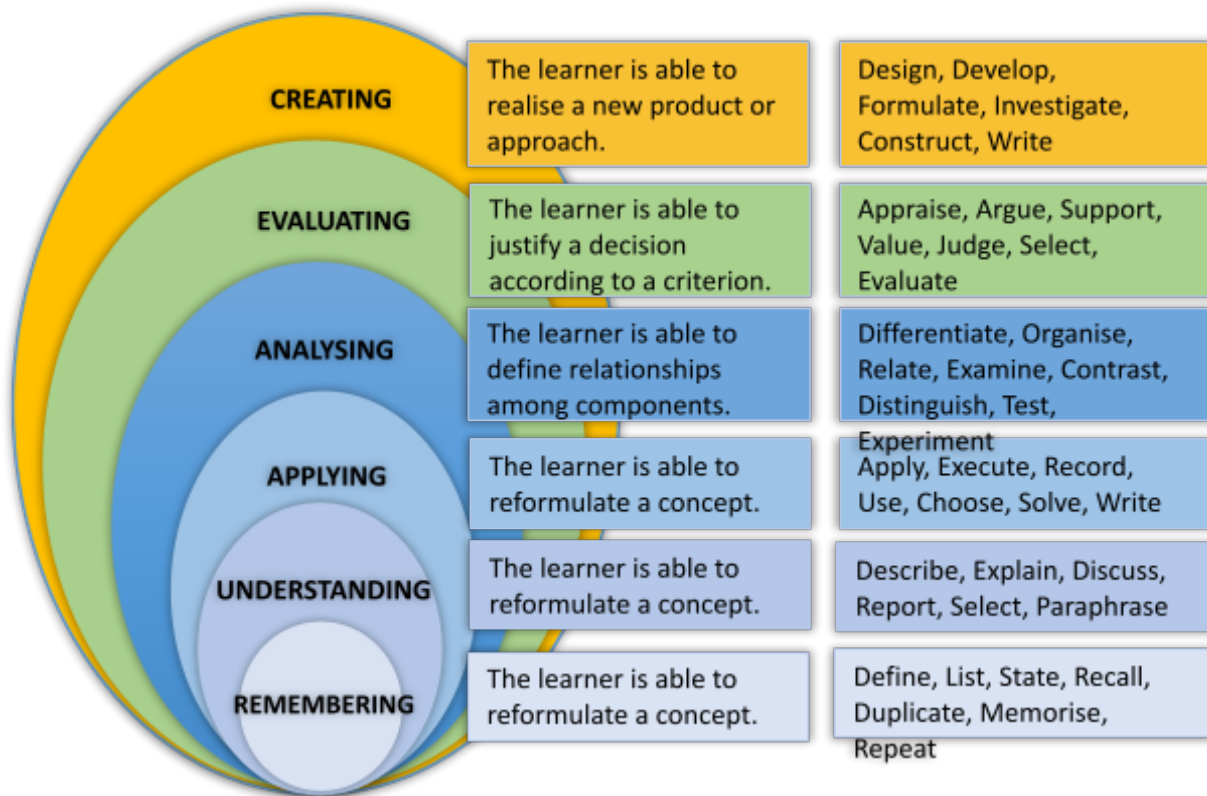 CREATING
The learner is able to
realise a new product or
approach.
Design, Develop,
Formulate, Investigate,
Construct, Write
EVALUATING
The learner is able to
justify a decision
according to a criterion.
Appraise, Argue, Support,
Value, Judge, Select,
Evaluate
ANALYSING
The learner is able to
define relationships
among components.
Differentiate, Organise,
Relate, Examine, Contrast,
Distinguish, Test,
Experiment
APPLYING
The learner is able to
reformulate a concept.
Apply, Execute, Record,
Use, Choose, Solve, Write
UNDERSTANDING
The learner is able to
reformulate a concept.
Describe, Explain, Discuss,
Report, Select, Paraphrase
REMEMBERING
The learner is able to
reformulate a concept.
Define, List, State, Recall,
Duplicate, Memorise,
Repeat